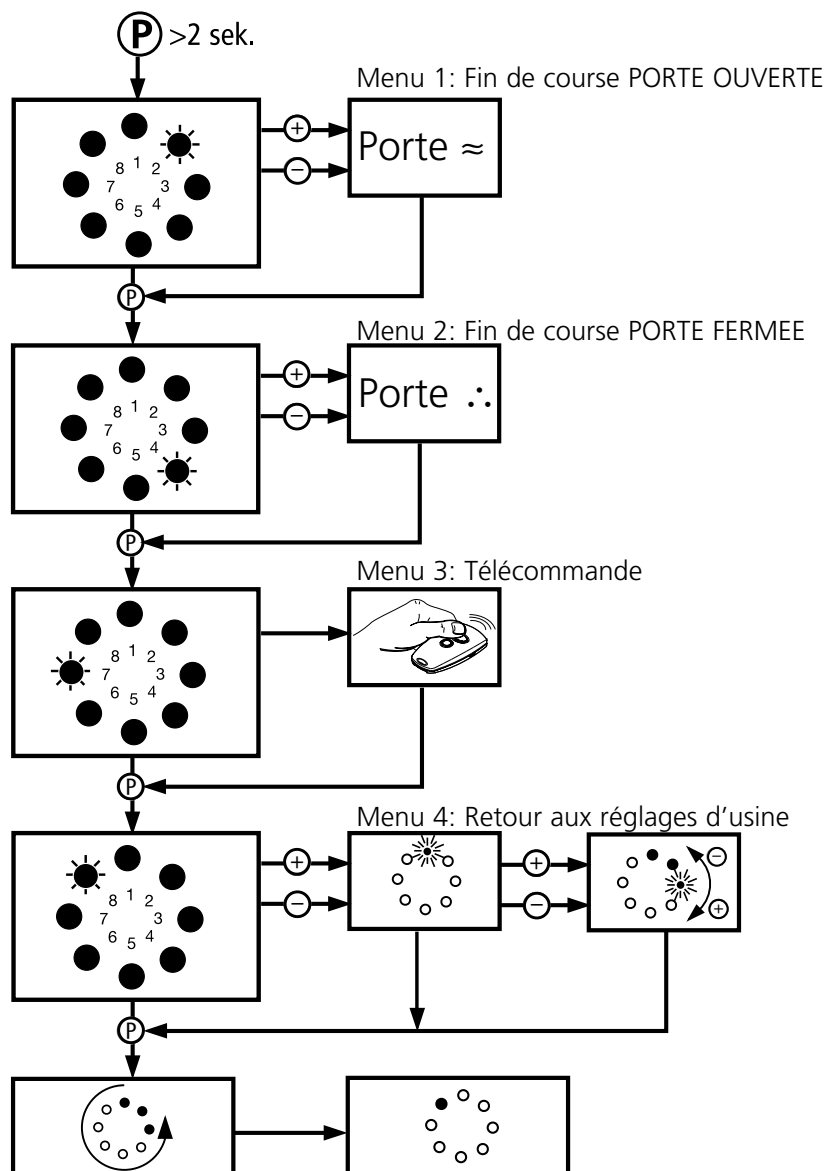 P >2 sek.
Menu 1: Fin de course PORTE OUVERTE
+
Porte ≈
−
8 1 2
7 3
6 5 4
P
Menu 2: Fin de course PORTE FERMEE
+
Porte ∴
−
8 1 2
7 3
6 5 4
P
Menu 3: Télécommande
8 1 2
7 3
6 5 4
P
Menu 4: Retour aux réglages d’usine
+
+
−
8 1 2
7 3
6 5 4
−
−
+
P